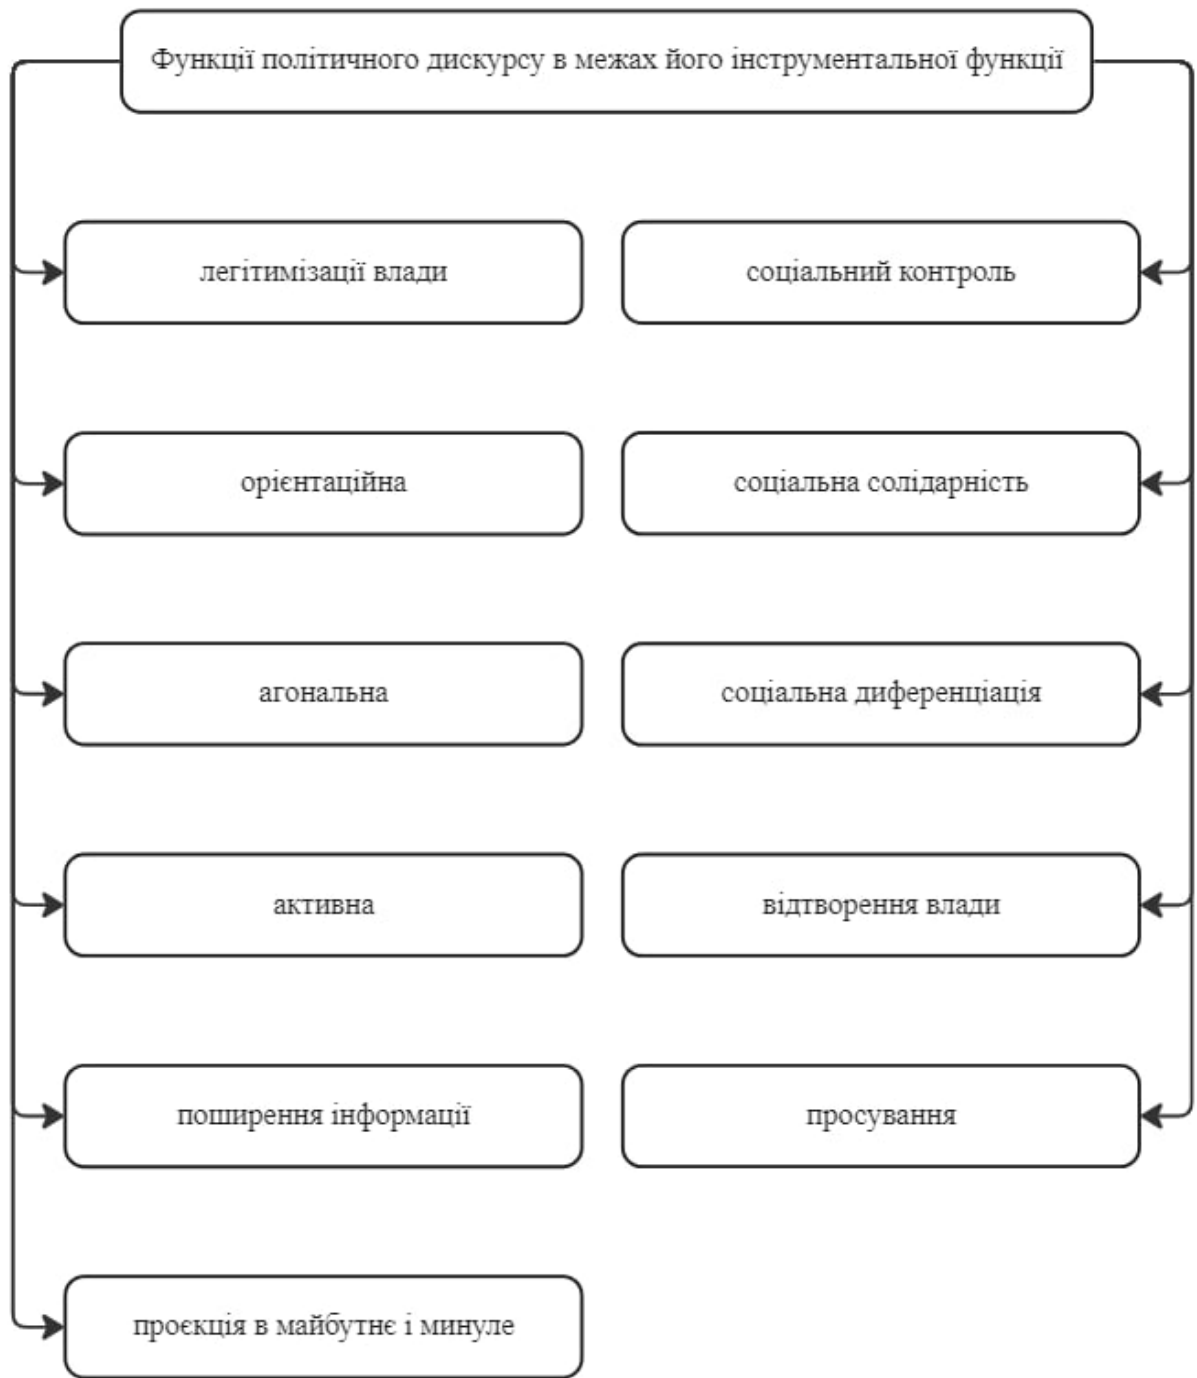 Функції політичного дискурсу в межах його інструментальної функції
легітимізації влади
соціальний контроль
орієнтаційна
соціальна солідарність
агональна
соціальна диференціація
активна
відтворення влади
поширення інформації
просування
проєкція в майбутнє і минуле